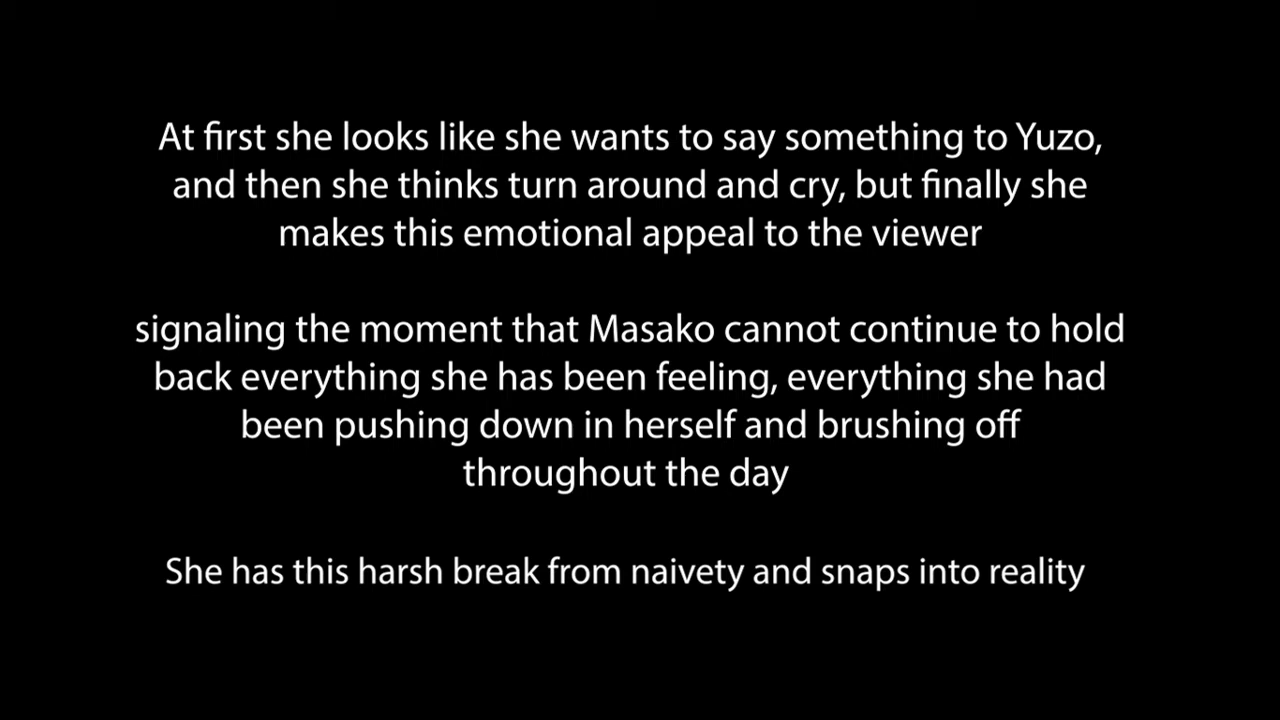 At first she looks like she wants to say something to Yuzo,
and then she thinks turn around and cry, but finally she
makes this emotional appeal to the viewer
signaling the moment that Masako cannot continue to hold
back everything she has been feeling, everything she had
been pushing down in herself and brushing off
throughout the day
She has this harsh break from naivety and snaps into reality